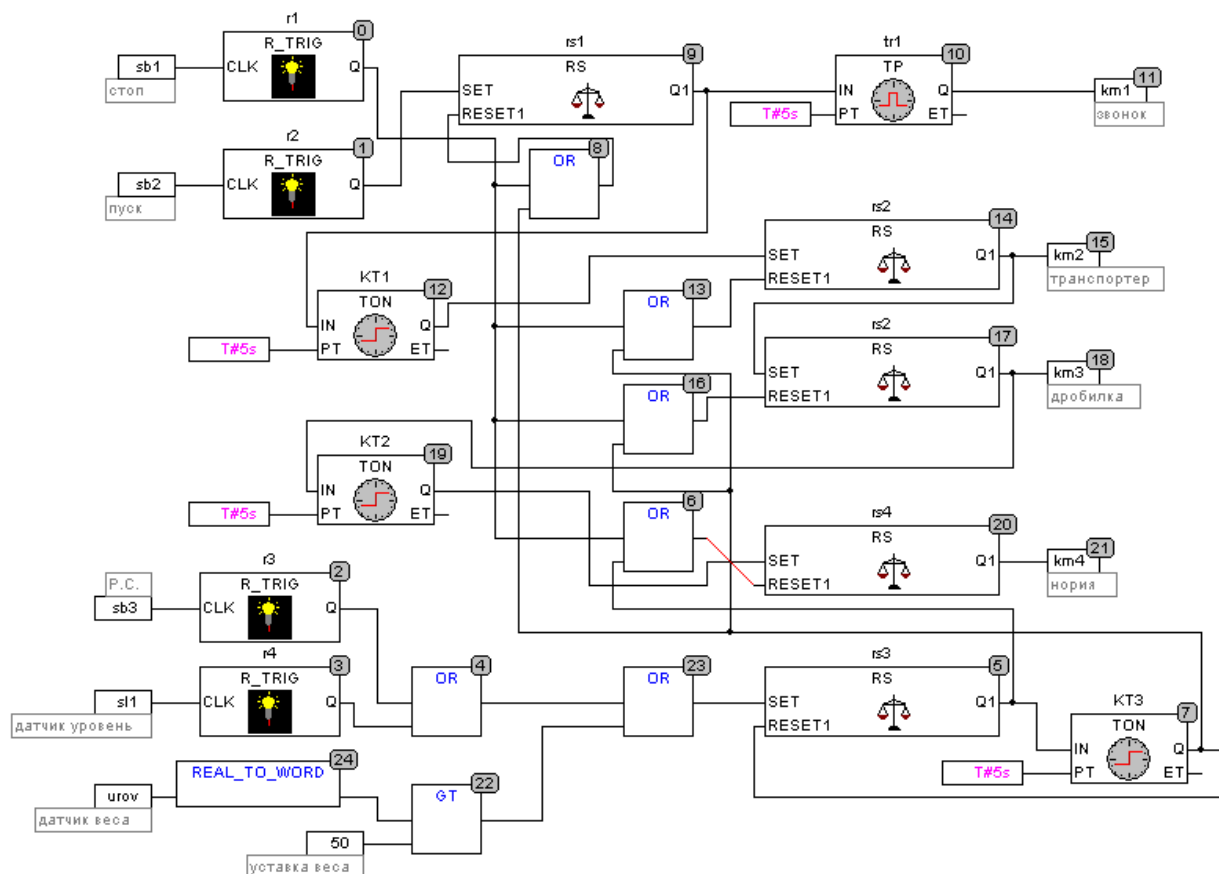 r1
0
R_TRIG
sb1
CLK
Q
стоп
rs1
9
RS
SET
Q1
RESET1
tr1
10
TP
IN
Q
T#5s
PT
ET
11
km1
звонок
r2
1
R_TRIG
sb2
CLK
Q
пуск
8
OR
rs2
14
RS
SET
Q1
RESET1
15
km2
транспортер
KT1
12
TON
IN
Q
T#5s
PT
ET
13
OR
rs2
17
RS
SET
Q1
RESET1
18
km3
дробилка
16
OR
KT2
19
TON
IN
Q
T#5s
PT
ET
6
OR
rs4
20
RS
SET
Q1
RESET1
21
km4
нория
r3
2
R_TRIG
P.C.
sb3
CLK
Q
r4
3
R_TRIG
sl1
CLK
Q
датчик уровень
4
OR
23
OR
rs3
5
RS
SET
Q1
RESET1
KT3
7
TON
IN
Q
T#5s
PT
ET
24
REAL_TO_WORD
urov
датчик веса
22
GT
50
уставка веса